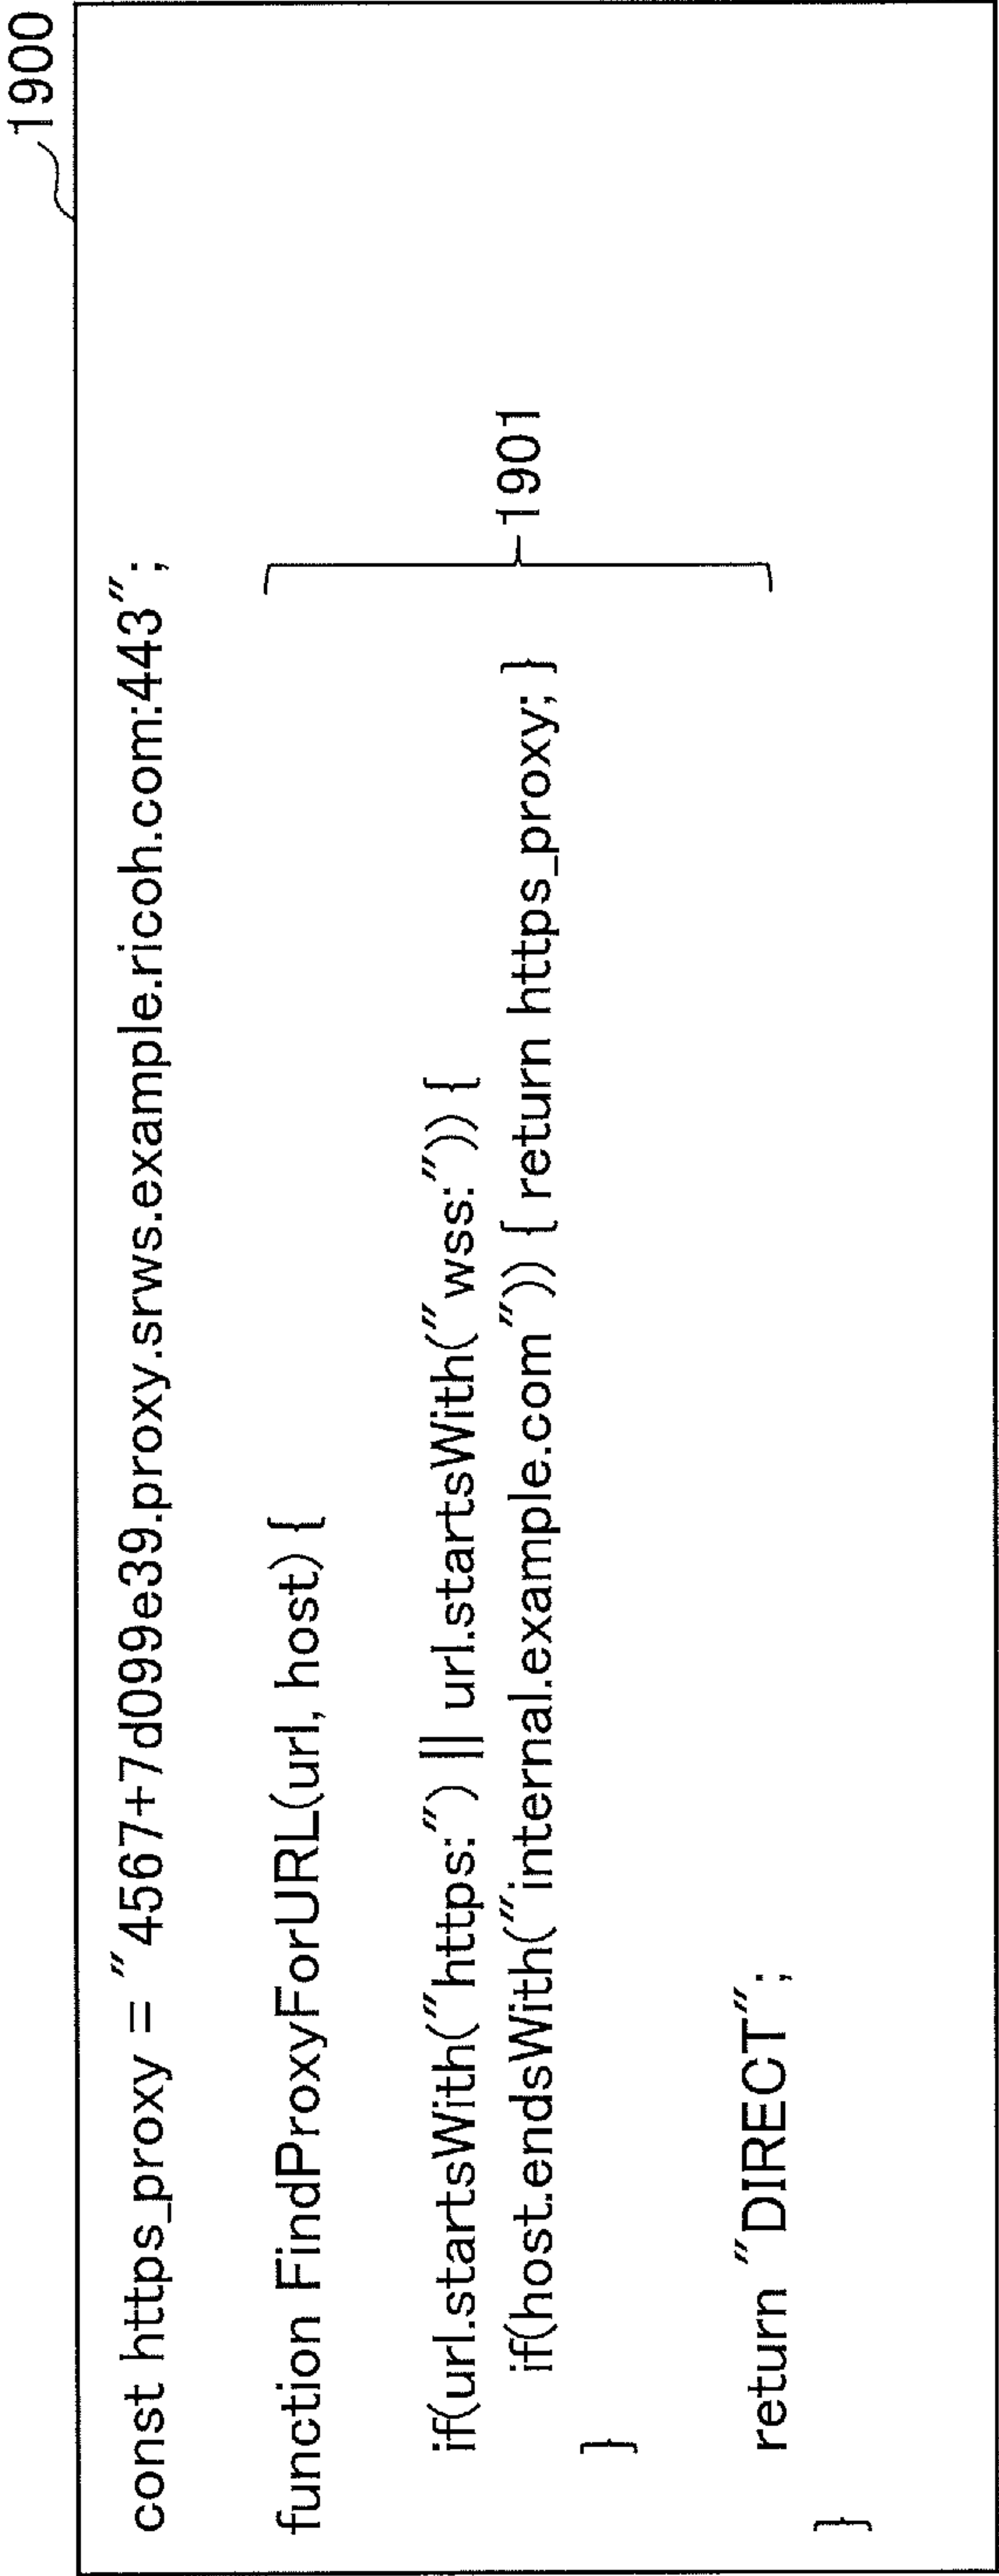 1900
const https_proxy = "4567+7d099e39.proxy.srws.example.ricoh.com:443";
function FindProxyForURL(url, host) {
if(url.startsWith("https:") || url.startsWith("wss:")) {
if(host.endsWith("internal.example.com")) { return https_proxy; }
}
1901
return "DIRECT";
}